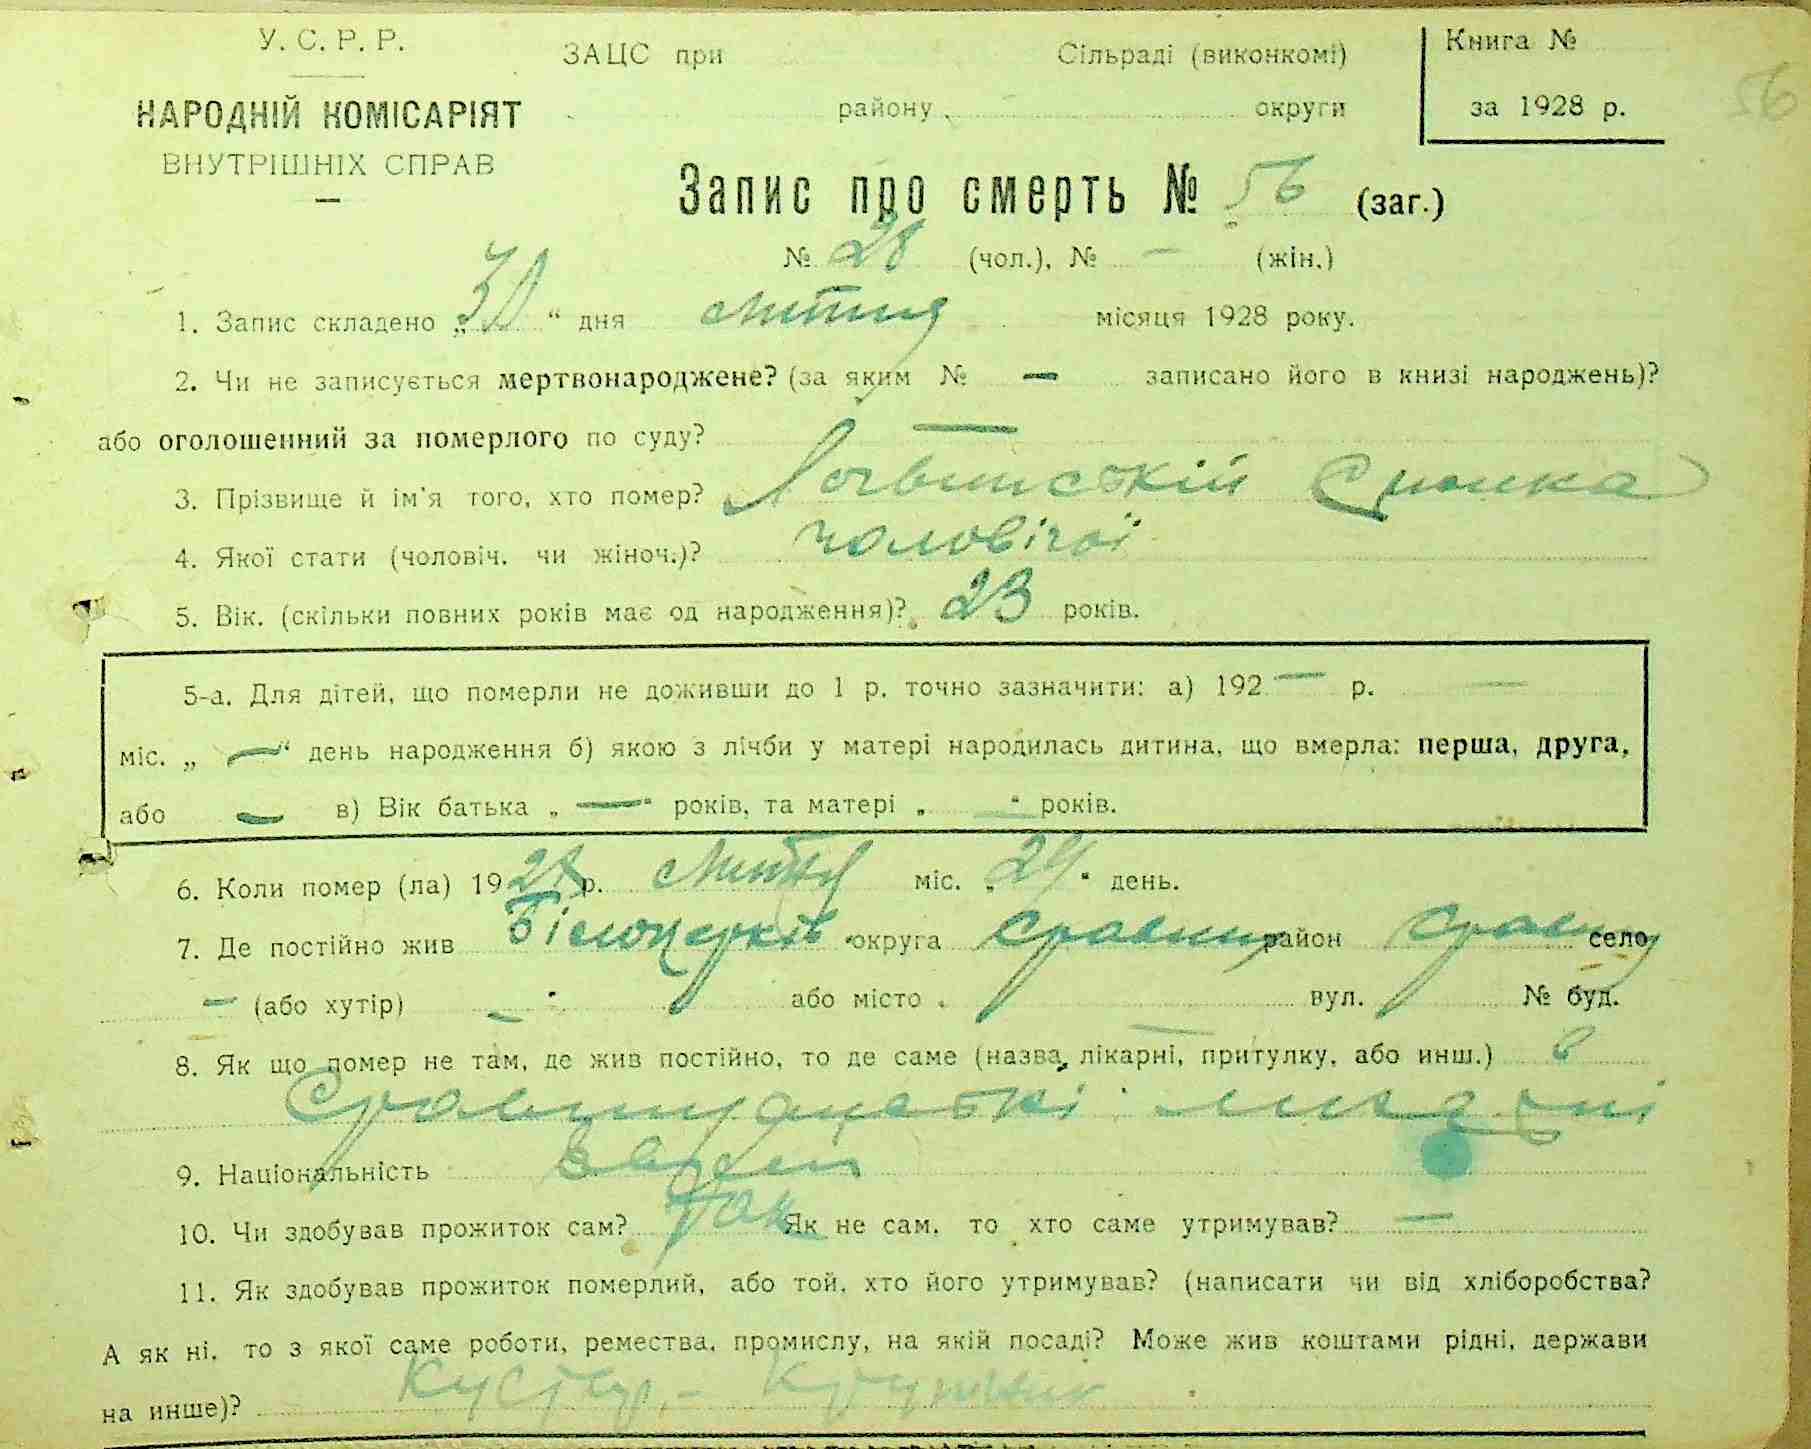 У. С. Р. Р.
НАРОДНІЙ КОМІСАРІЯТ
ВНУТРІШНІХ СПРАВ
ЗАЦС при Сільраді (виконкомі)
району округи
Книга №
за 1928 р.
56
Запис про смерть № 56 (заг.)
№ 28 (чол.), № — (жін.)
1. Запис складено „30“ дня липня місяця 1928 року.
2. Чи не записується мертвонароджене? (за яким № — записано його в книзі народжень)?
або оголошенний за померлого по суду? —
3. Прізвище й ім'я того, хто помер? Логвинський
4. Якої стати (чоловіч. чи жіноч.)? чоловічої
5. Вік. (скільки повних років має од народження)? 23 років.
5-а. Для дітей, що померли не доживши до 1 р. точно зазначити: а) 192 — р. —
міс. „ — “ день народження б) якою з лічби у матері народилась дитина, що вмерла: перша, друга,
або — в) Вік батька „ — “ років, та матері „ — “ років.
6. Коли помер (ла) 1928 р. липня міс. „29“ день.
7. Де постійно жив Білоцерків округа район село
— (або хутір) — або місто вул. — № буд.
8. Як що помер не там, де жив постійно, то де саме (назва, лікарні, притулку, або инш.) в
лікарні
9. Національність еврей
10. Чи здобував прожиток сам? так Як не сам, то хто саме утримував? —
11. Як здобував прожиток померлий, або той, хто його утримував? (написати чи від хліборобства?
А як ні, то з якої саме роботи, ремества, промислу, на якій посаді? Може жив коштами рідні, держави
на инше)? Кустар -